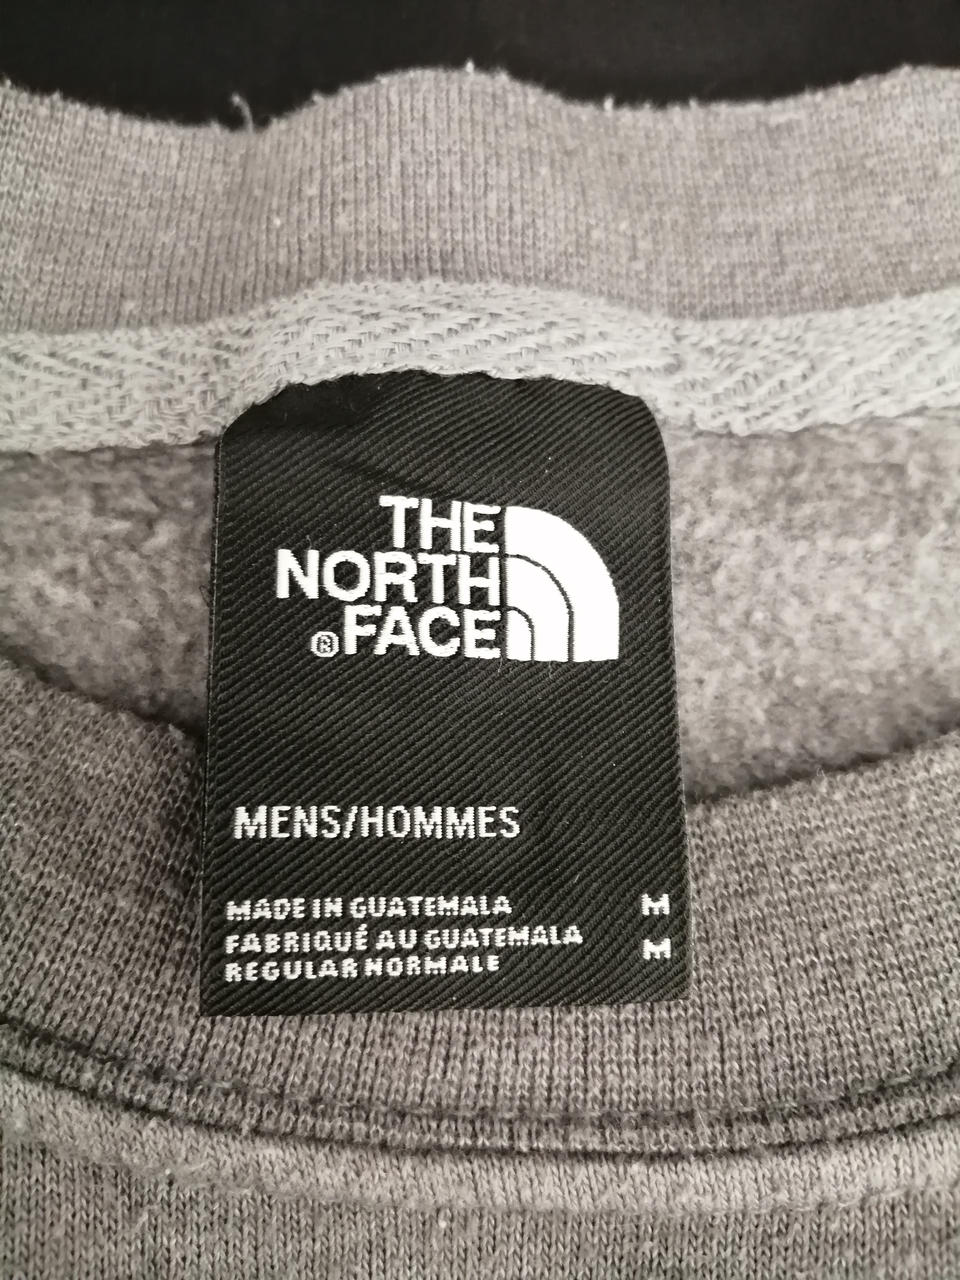 THE
NORTH
®FACE
MENS/HOMMES
MADE IN GUATEMALA M
FABRIQUÉ AU GUATEMALA M
REGULAR NORMALE